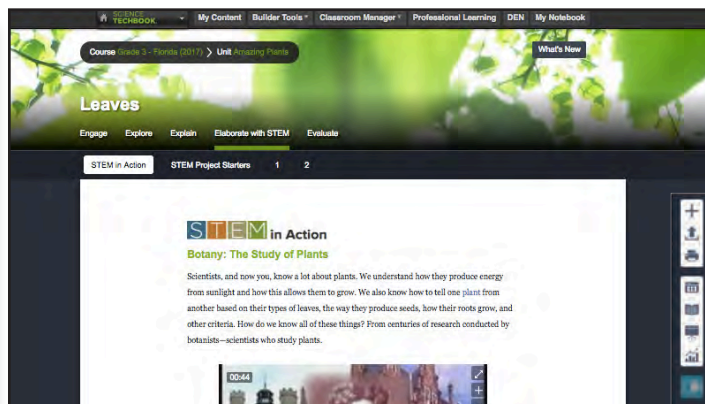 SCIENCE
TECHBOOK.
My Content Builder Tools Classroom Manager Professional Learning DEN My Notebook
Course Grade 3 - Florida (2017) > Unit Amazing Plants
What's New
Leaves
Engage Explore Explain Elaborate with STEM Evaluate
STEM in Action STEM Project Starters 1 2
STEM in Action
Botany: The Study of Plants
Scientists, and now you, know a lot about plants. We understand how they produce energy
from sunlight and how this allows them to grow. We also know how to tell one plant from
another based on their types of leaves, the way they produce seeds, how their roots grow, and
other criteria. How do we know all of these things? From centuries of research conducted by
botanists—scientists who study plants.
00:44